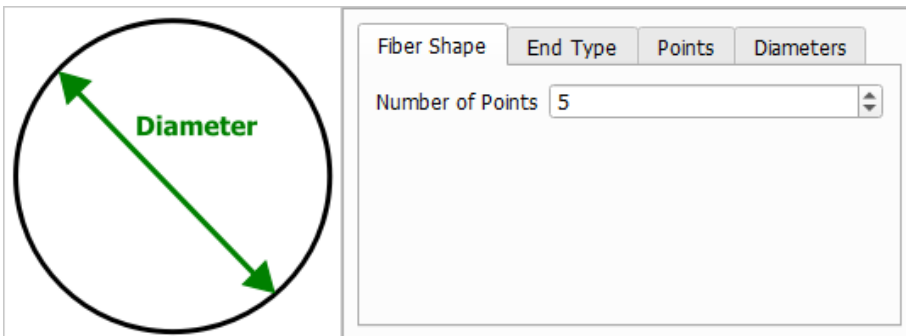 Diameter
Fiber Shape End Type Points Diameters
Number of Points 5